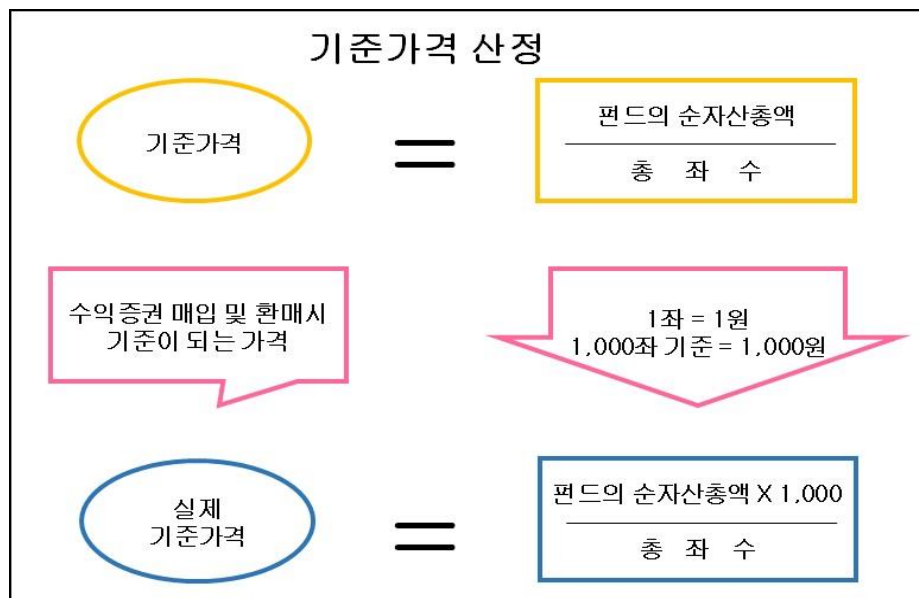 기준가격 산정
기준가격
=
펀드의 순자산총액
총 좌 수
수익증권 매입 및 환매시
기준이 되는 가격
1좌 = 1원
1,000좌 기준 = 1,000원
실제
기준가격
=
펀드의 순자산총액 X 1,000
총 좌 수